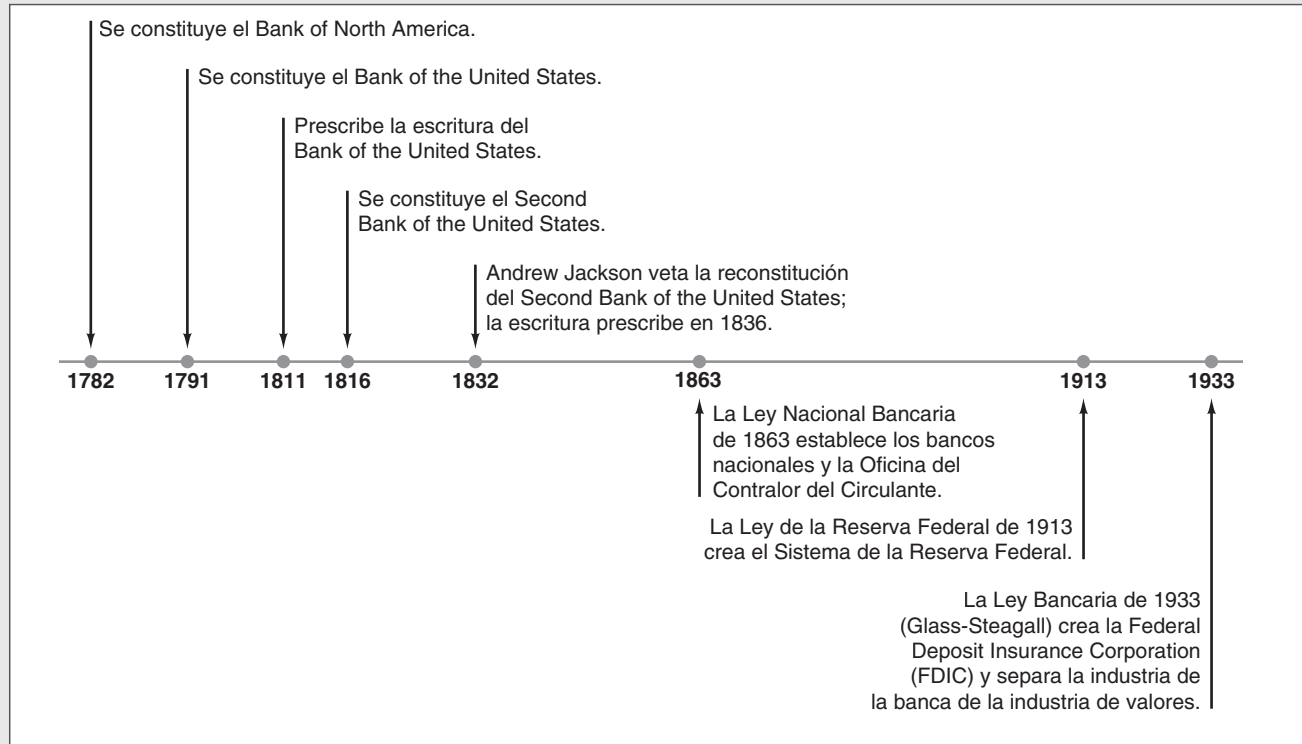 Se constituye el Bank of North America.
Se constituye el Bank of the United States.
Prescribe la escritura del
Bank of the United States.
Se constituye el Second
Bank of the United States.
Andrew Jackson veta la reconstitución
del Second Bank of the United States;
la escritura prescribe en 1836.
1782 1791 1811 1816 1832 1863 1913 1933
La Ley Nacional Bancaria
de 1863 establece los bancos
nacionales y la Oficina del
Contralor del Circulante.
La Ley de la Reserva Federal de 1913
crea el Sistema de la Reserva Federal.
La Ley Bancaria de 1933
(Glass-Steagall) crea la Federal
Deposit Insurance Corporation
(FDIC) y separa la industria de
la banca de la industria de valores.